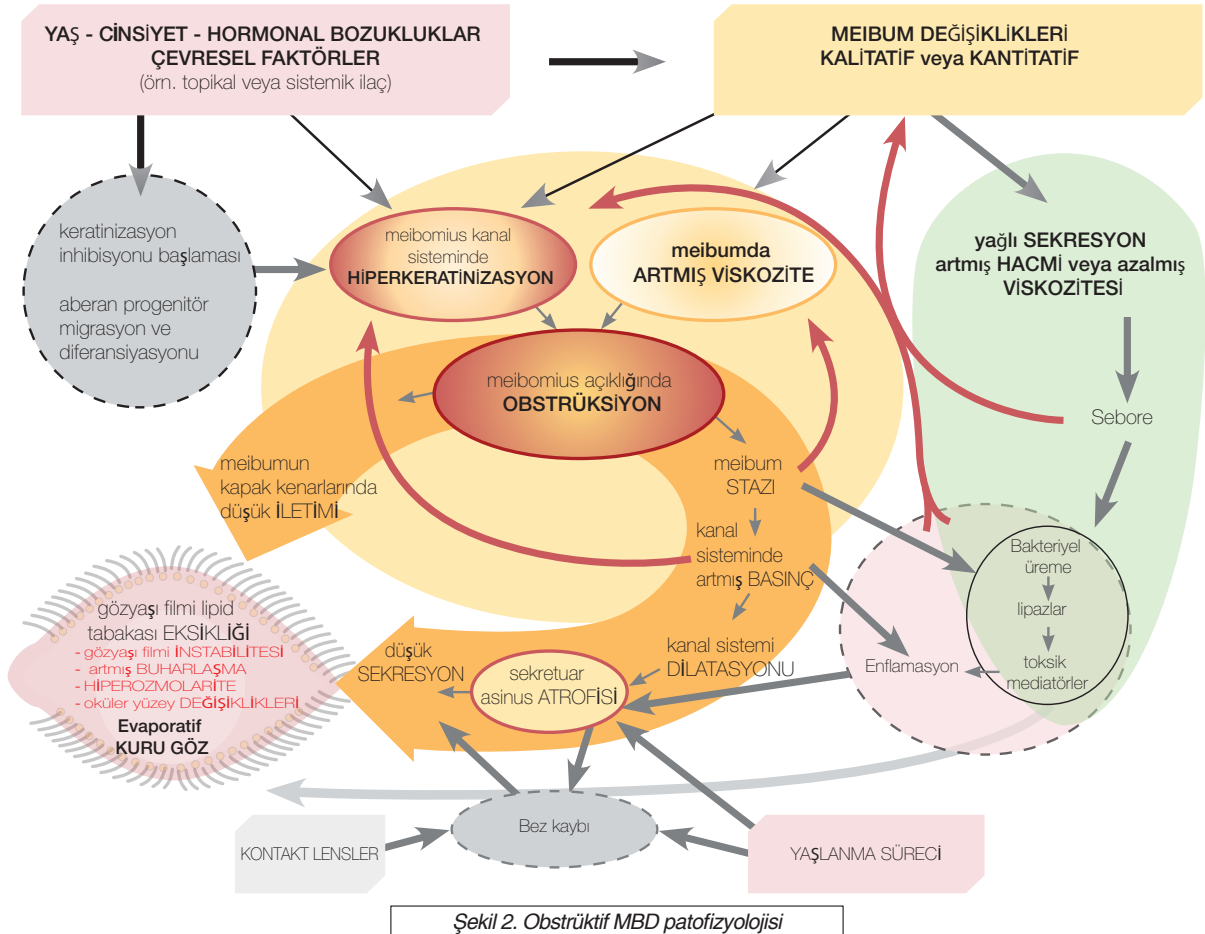 YAŞ - CİNSİYET - HORMONAL BOZUKLUKLAR
ÇEVRESEL FAKTÖRLER
(örn. topikal veya sistemik ilaç)
MEIBUM DEĞİŞİKLİKLERİ
KALİTATİF veya KANTİTATİF
keratinizasyon
inhibisyonu başlaması
aberan progenitör
migrasyon ve
diferansiyasyonu
meibomius kanal
sisteminde
HİPERKERATİNİZASYON
meibumda
ARTMIŞ VİSKOZİTE
yağlı SEKRESYON
artmış HACMİ veya azalmış
VİSKOZİTESİ
meibomius açıklığında
OBSTRÜKSİYON
Sebore
meibumun
kapak kenarlarında
düşük İLETİMİ
meibum
STAZI
kanal
sisteminde
artmış BASINÇ
Bakteriyel
üreme
lipazlar
toksik
mediatörler
Enflamasyon
kanal sistemi
DİLATASYONU
sekretuar
asinus ATROFİSİ
düşük
SEKRESYON
gözyaşı filmi lipid
tabakası EKSİKLİĞİ
- gözyaşı filmi İNSTABİLİTESİ
- artmış BUHARLAŞMA
- HİPEROZMOLARİTE
- oküler yüzey DEĞİŞİKLİKLERİ
Evaporatif
KURU GÖZ
Bez kaybı
KONTAKT LENSLER
YAŞLANMA SÜRECİ
Şekil 2. Obstrüktif MBD patofizyolojisi